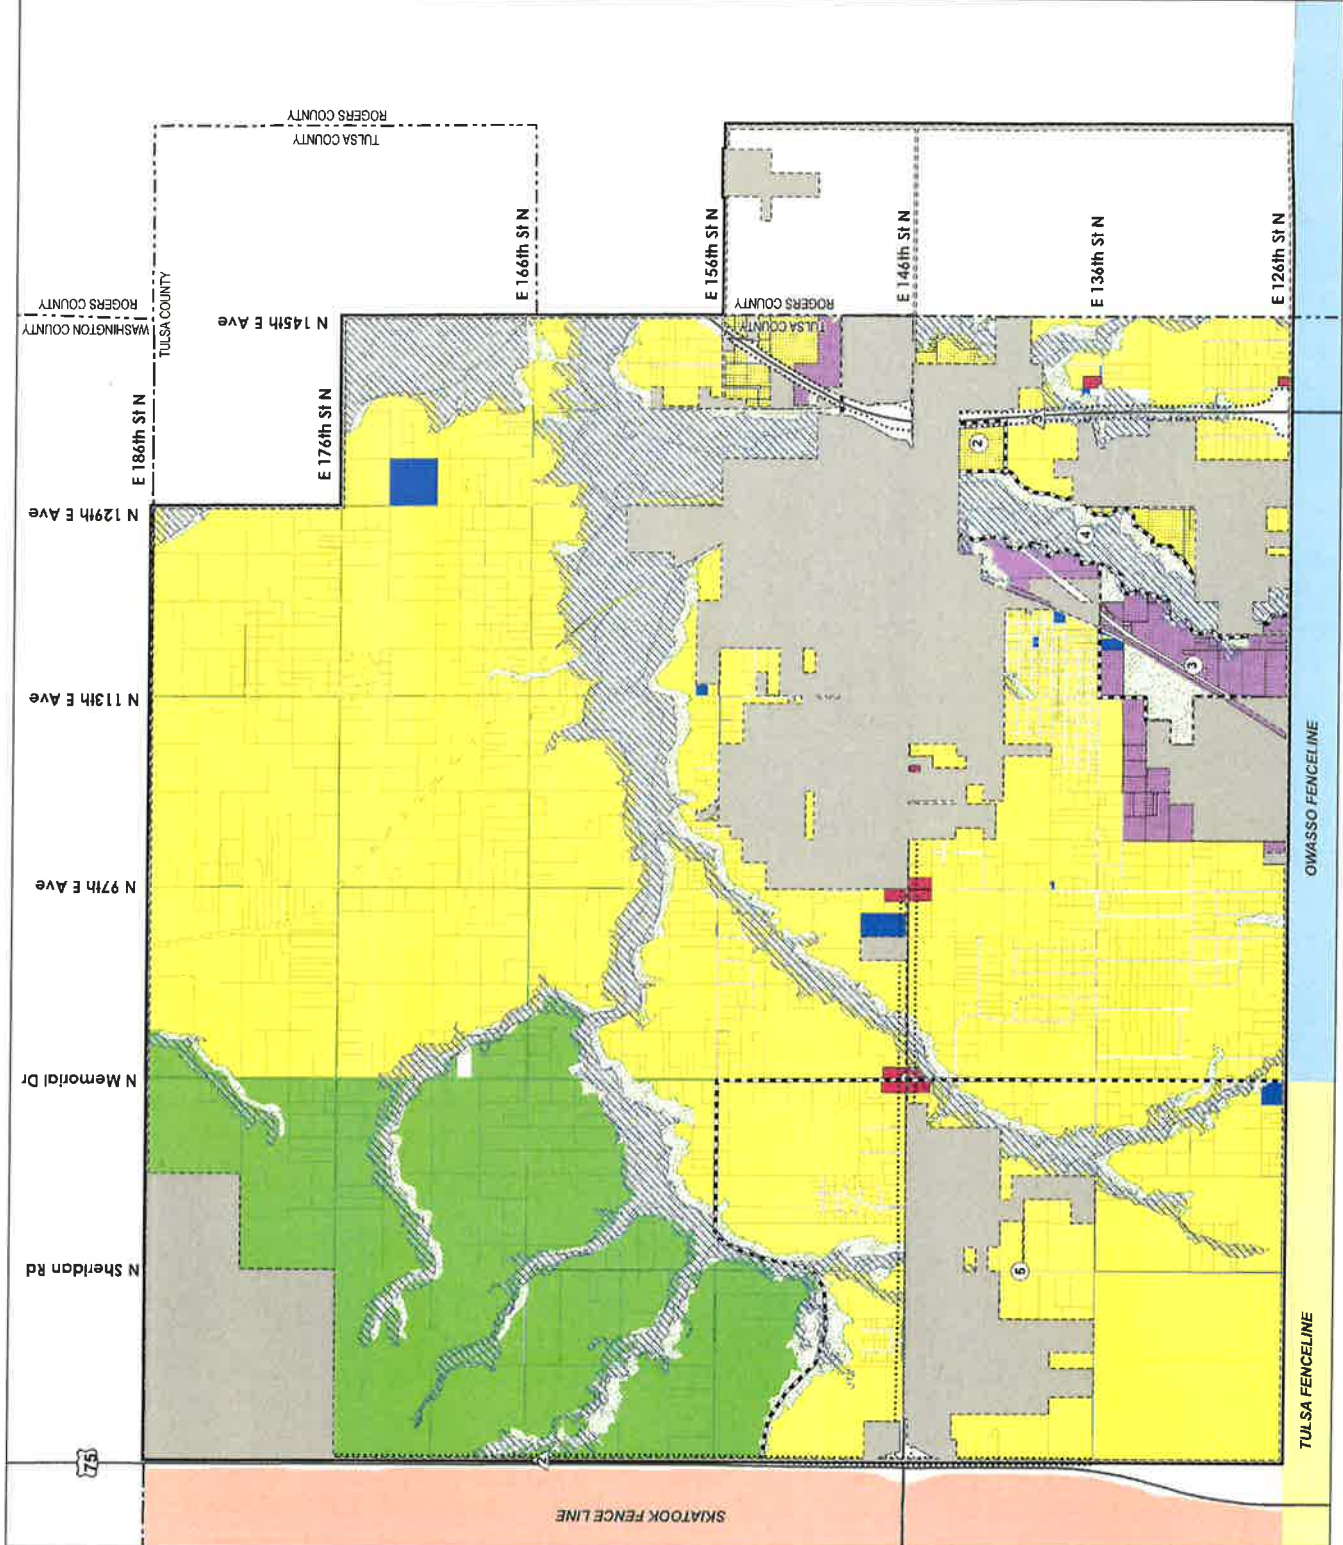 ROGERS COUNTY
TULSA COUNTY
ROGERS COUNTY
WASHINGTON COUNTY
TULSA COUNTY
ROGERS COUNTY
TULSA COUNTY
E 186th St N
E 176th St N
E 166th St N
E 156th St N
E 146th St N
E 136th St N
E 126th St N
N 145th E Ave
N 129th E Ave
N 113th E Ave
N 97th E Ave
N Memorial Dr
N Sheridan Rd
75
2
4
3
5
OWASSO FENCELINE
TULSA FENCELINE
SKIATOOK FENCE LINE